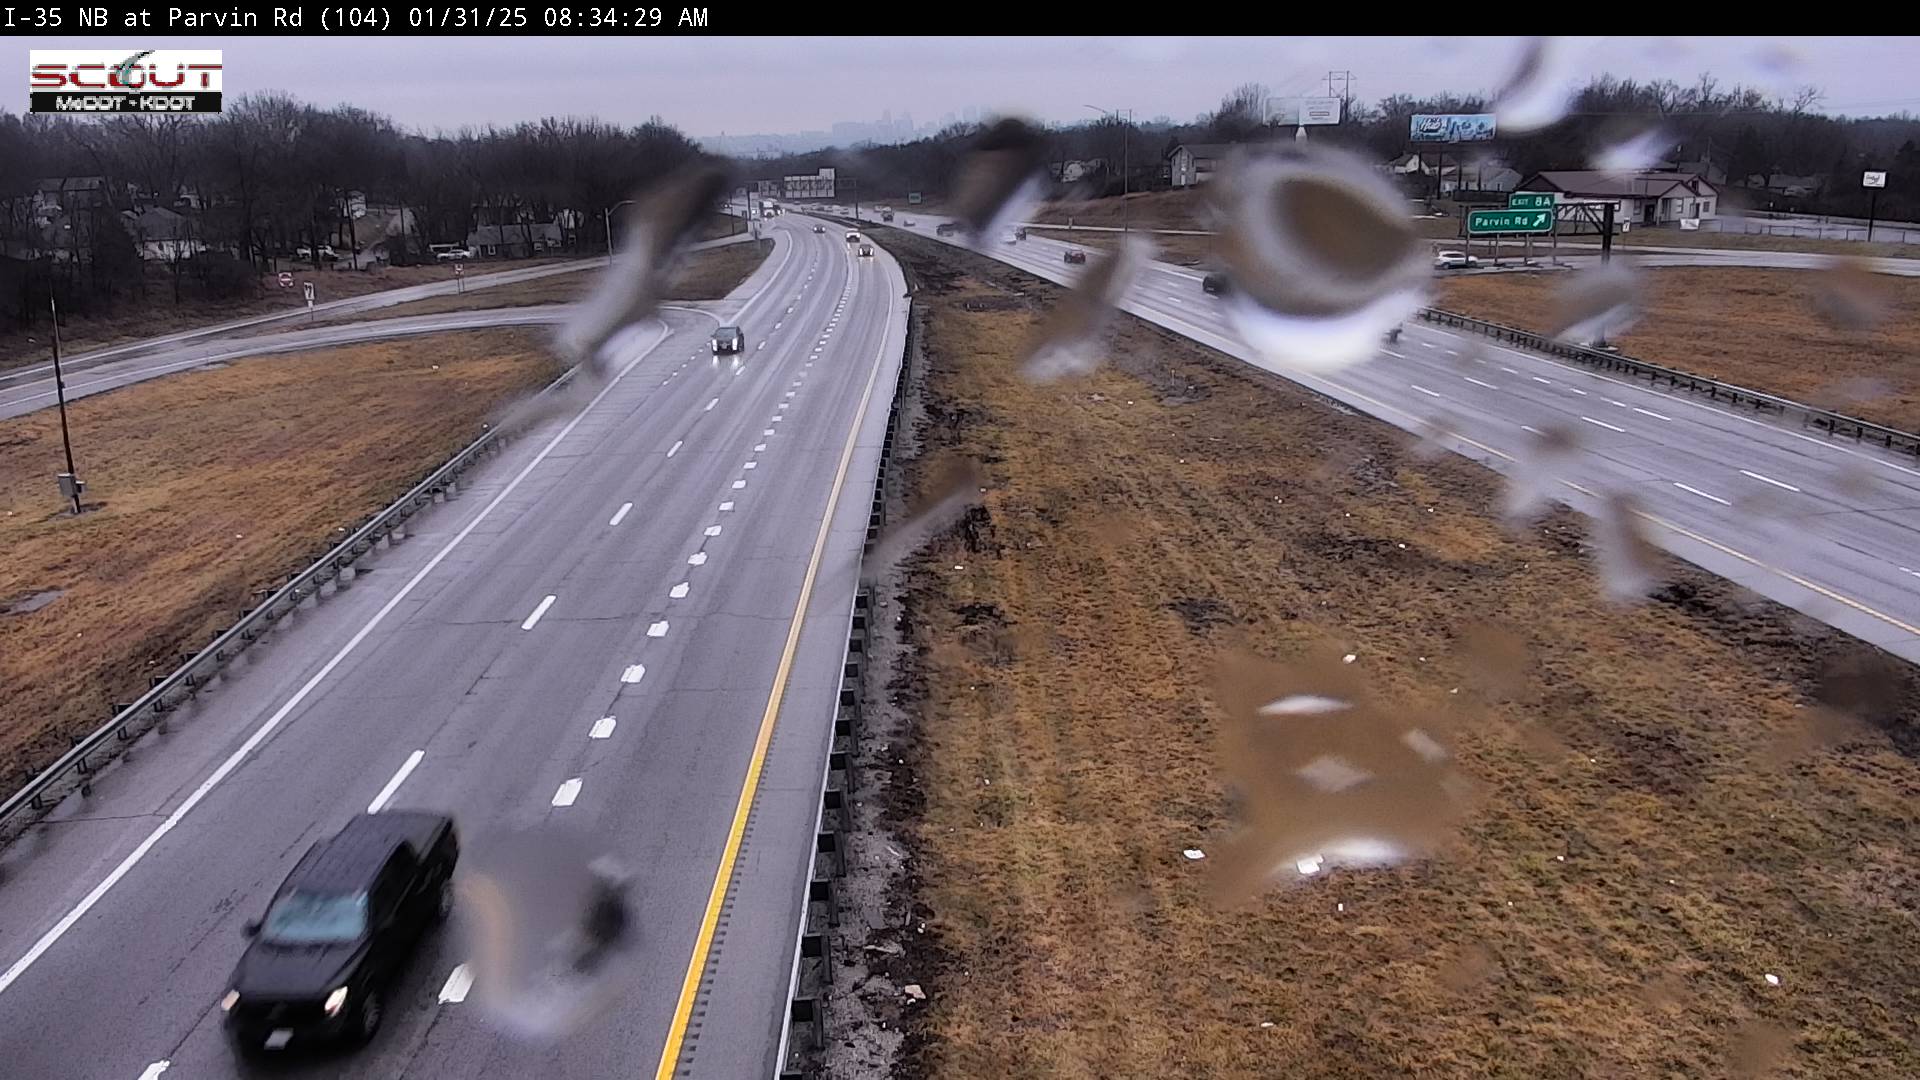 I-35 NB at Parvin Rd (104) 01/31/25 08:34:29 AM
SCOUT
MoDOT - KDOT
EXIT 8A
Parvin Rd